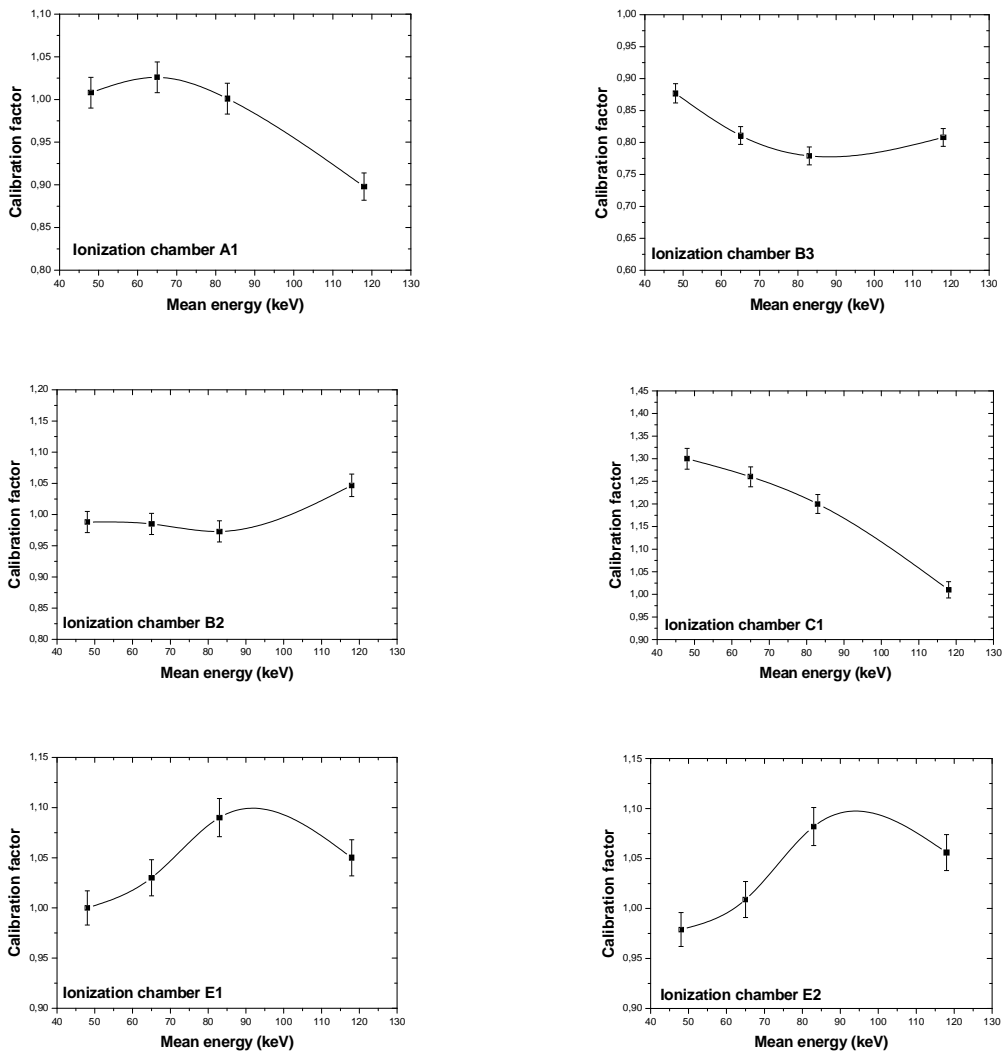 1,10
1,05
1,00
0,95
0,90
0,85
0,80
Calibration factor
Ionization chamber A1
40 50 60 70 80 90 100 110 120 130
Mean energy (keV)
1,00
0,95
0,90
0,85
0,80
0,75
0,70
0,65
0,60
Calibration factor
Ionization chamber B3
40 50 60 70 80 90 100 110 120 130
Mean energy (keV)
1,20
1,15
1,10
1,05
1,00
0,95
0,90
0,85
0,80
Calibration factor
Ionization chamber B2
40 50 60 70 80 90 100 110 120 130
Mean energy (keV)
1,45
1,40
1,35
1,30
1,25
1,20
1,15
1,10
1,05
1,00
0,95
0,90
Calibration factor
Ionization chamber C1
40 50 60 70 80 90 100 110 120 130
Mean energy (keV)
1,15
1,10
1,05
1,00
0,95
0,90
Calibration factor
Ionization chamber E1
40 50 60 70 80 90 100 110 120 130
Mean energy (keV)
1,15
1,10
1,05
1,00
0,95
0,90
Calibration factor
Ionization chamber E2
40 50 60 70 80 90 100 110 120 130
Mean energy (keV)